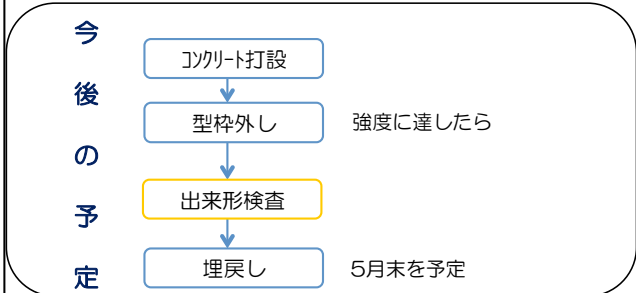 今後の予定
ｺﾝｸﾘｰﾄ打設
型枠外し
強度に達したら
出来形検査
埋戻し
5月末を予定